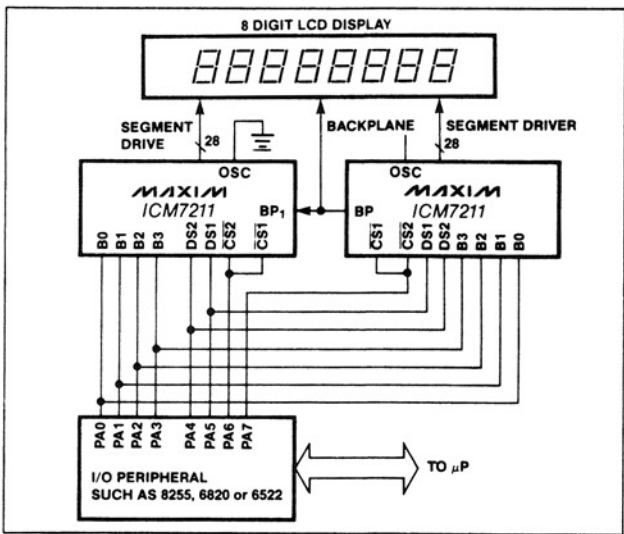 8 DIGIT LCD DISPLAY
88888888
SEGMENT
DRIVE
28
BACKPLANE
SEGMENT DRIVER
28
OSC
MAXIM
ICM7211
BP₁
B0
B1
B2
B3
DS2
DS1
CS2
CS1
OSC
MAXIM
ICM7211
BP
CS1
CS2
DS1
DS2
B3
B2
B1
B0
PA0
PA1
PA2
PA3
PA4
PA5
PA6
PA7
I/O PERIPHERAL
SUCH AS 8255, 6820 or 6522
TO μP